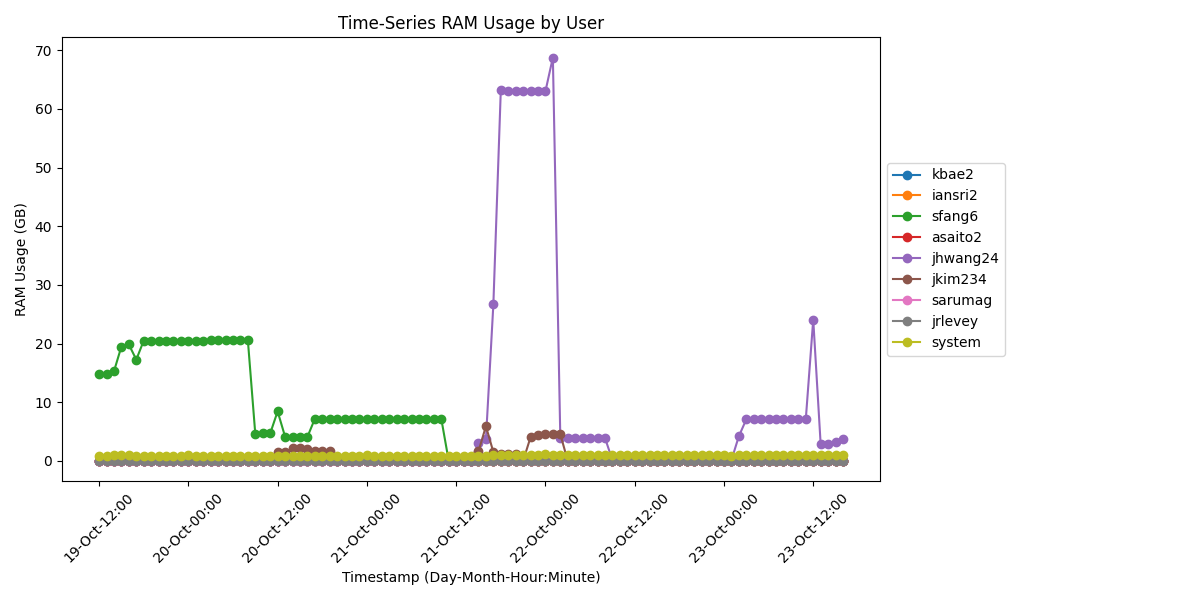 Time-Series RAM Usage by User
RAM Usage (GB)
70
60
50
40
30
20
10
0
19-Oct-12:00
20-Oct-00:00
20-Oct-12:00
21-Oct-00:00
21-Oct-12:00
22-Oct-00:00
22-Oct-12:00
23-Oct-00:00
23-Oct-12:00
Timestamp (Day-Month-Hour:Minute)
kbae2
iansri2
sfang6
asaito2
jhwang24
jkim234
sarumag
jrlevey
system